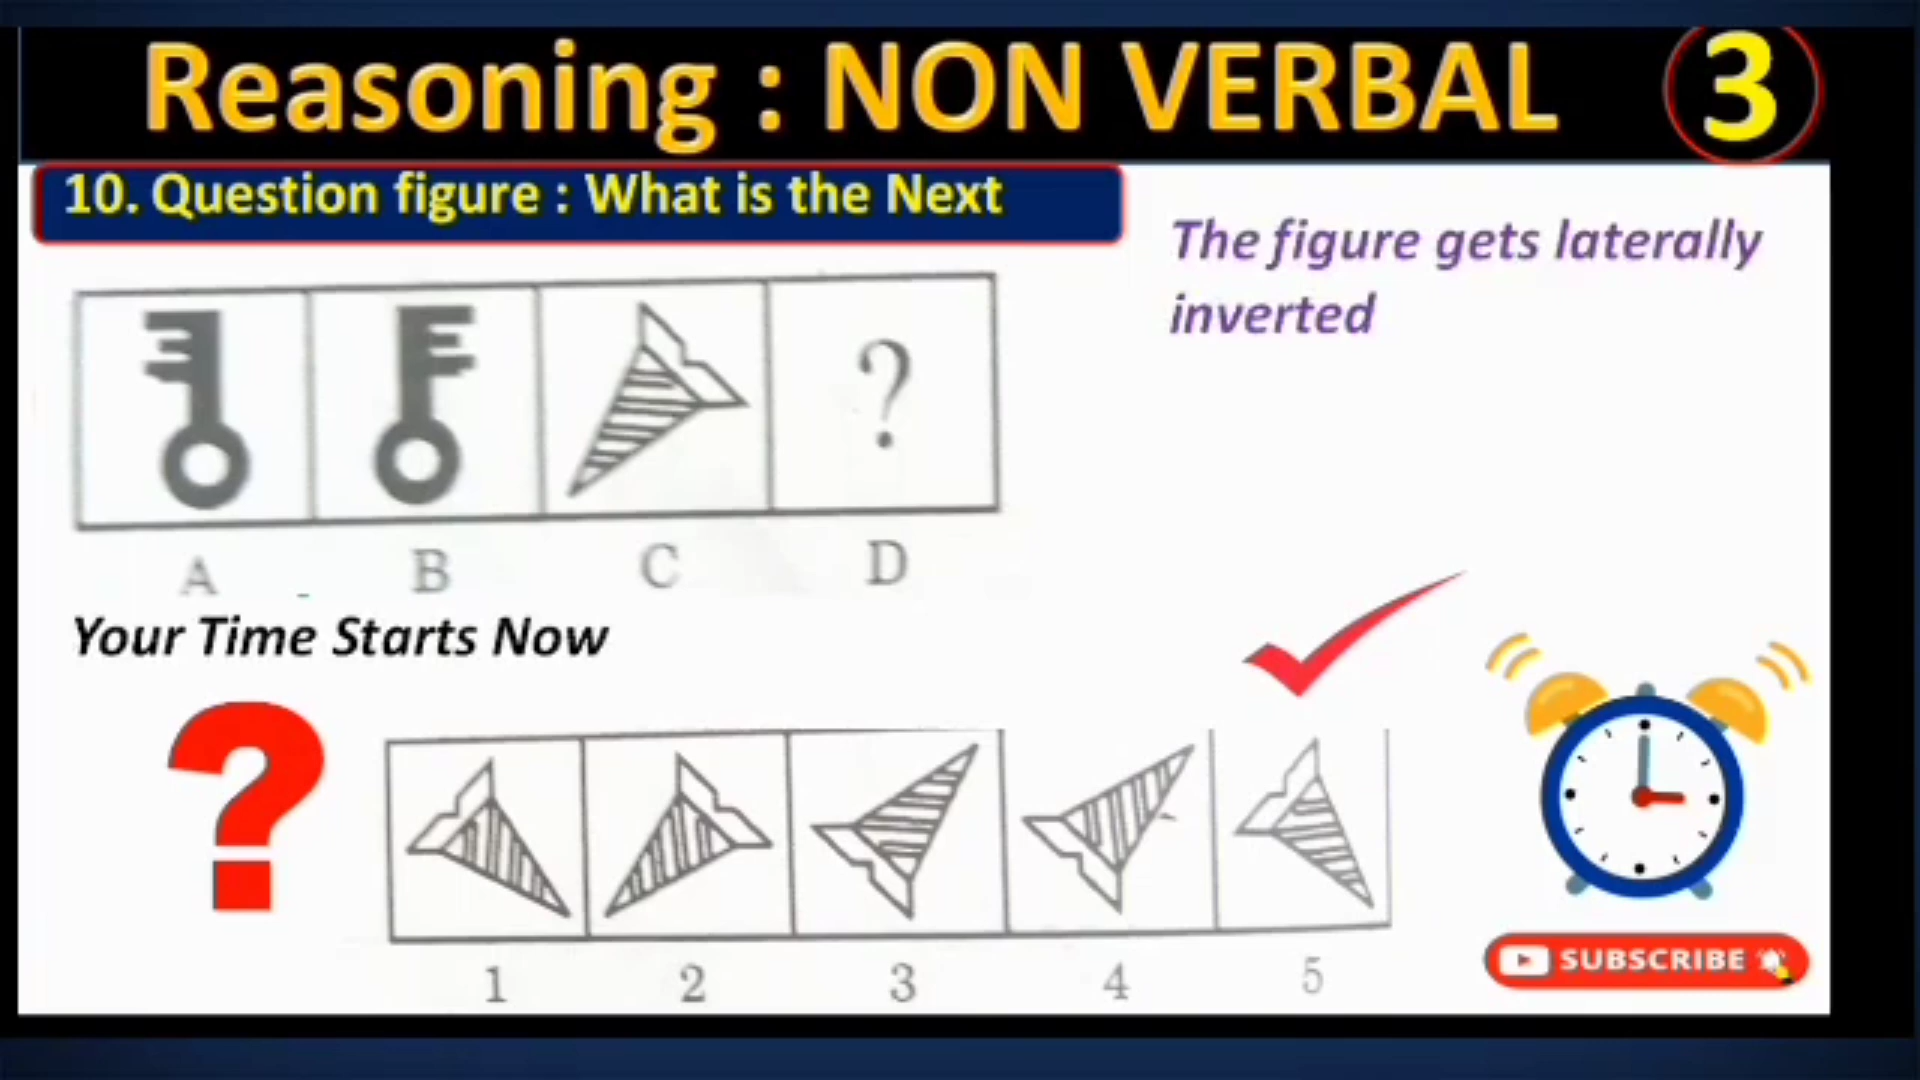 Reasoning : NON VERBAL 3
10. Question figure : What is the Next
The figure gets laterally
inverted
?
A B C D
Your Time Starts Now
?
1 2 3 4 5
SUBSCRIBE